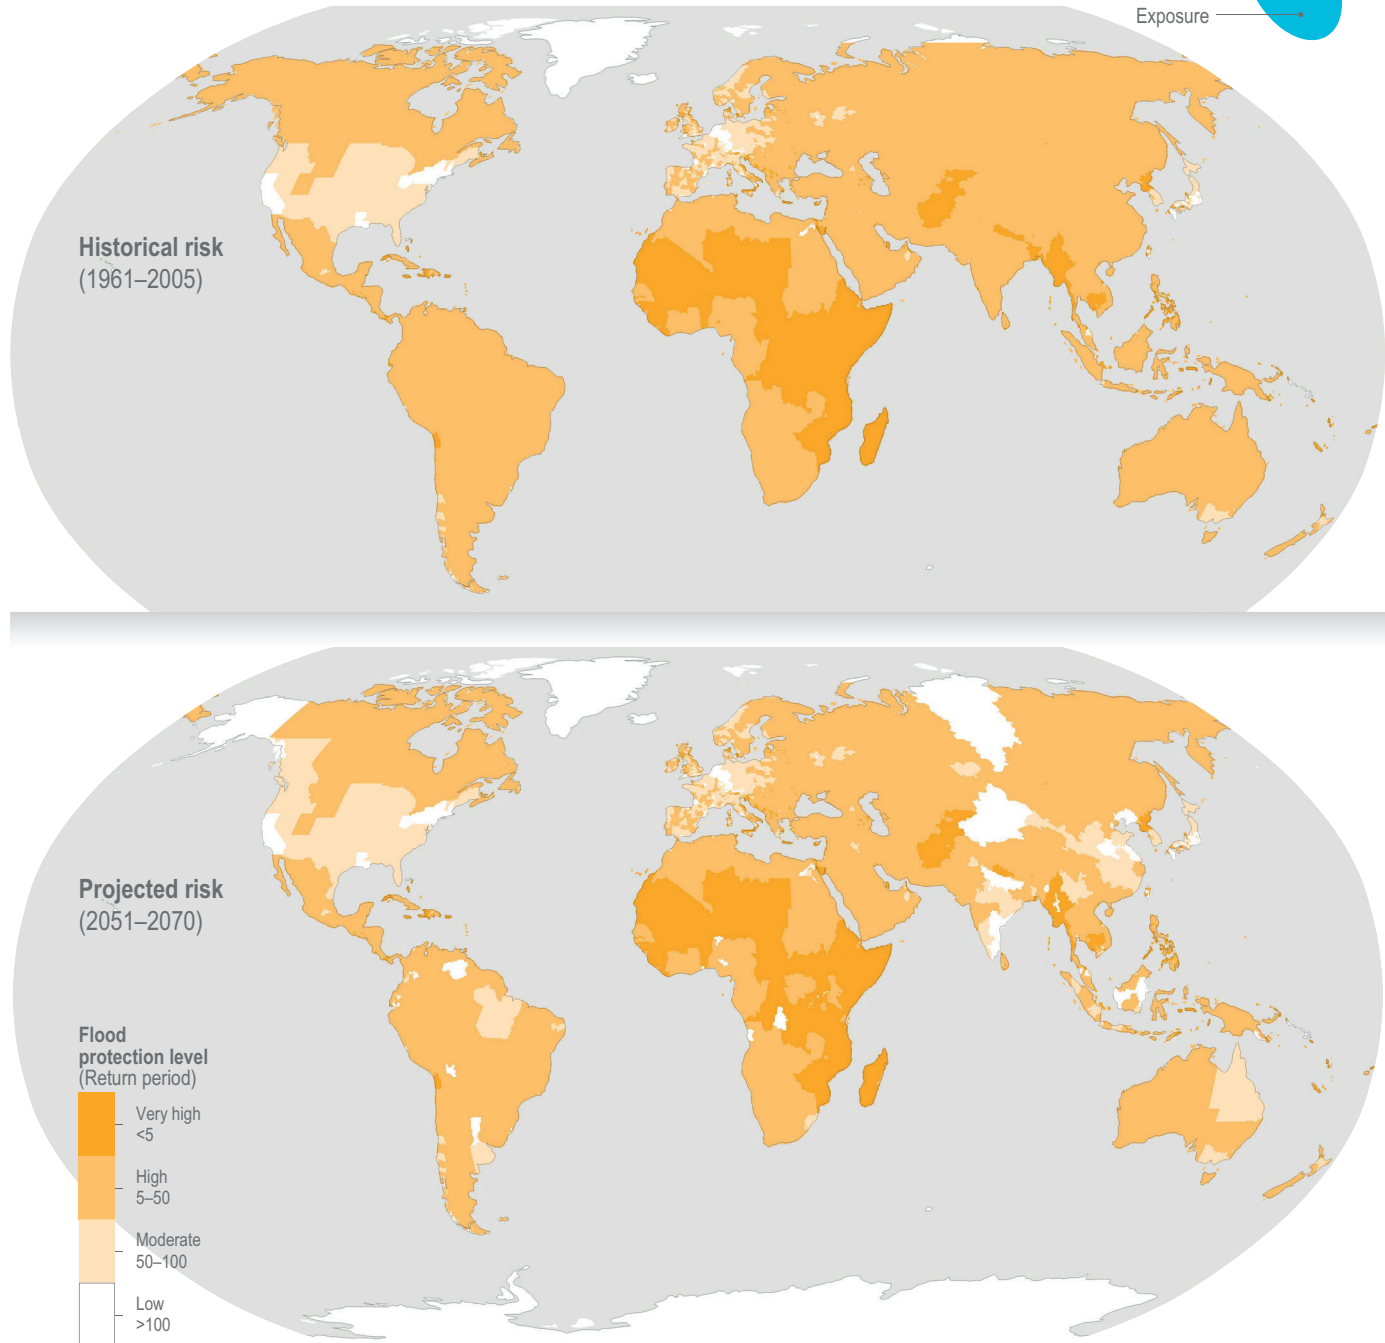 Exposure
Historical risk
(1961–2005)
Projected risk
(2051–2070)
Flood
protection level
(Return period)
Very high
<5
High
5–50
Moderate
50–100
Low
>100